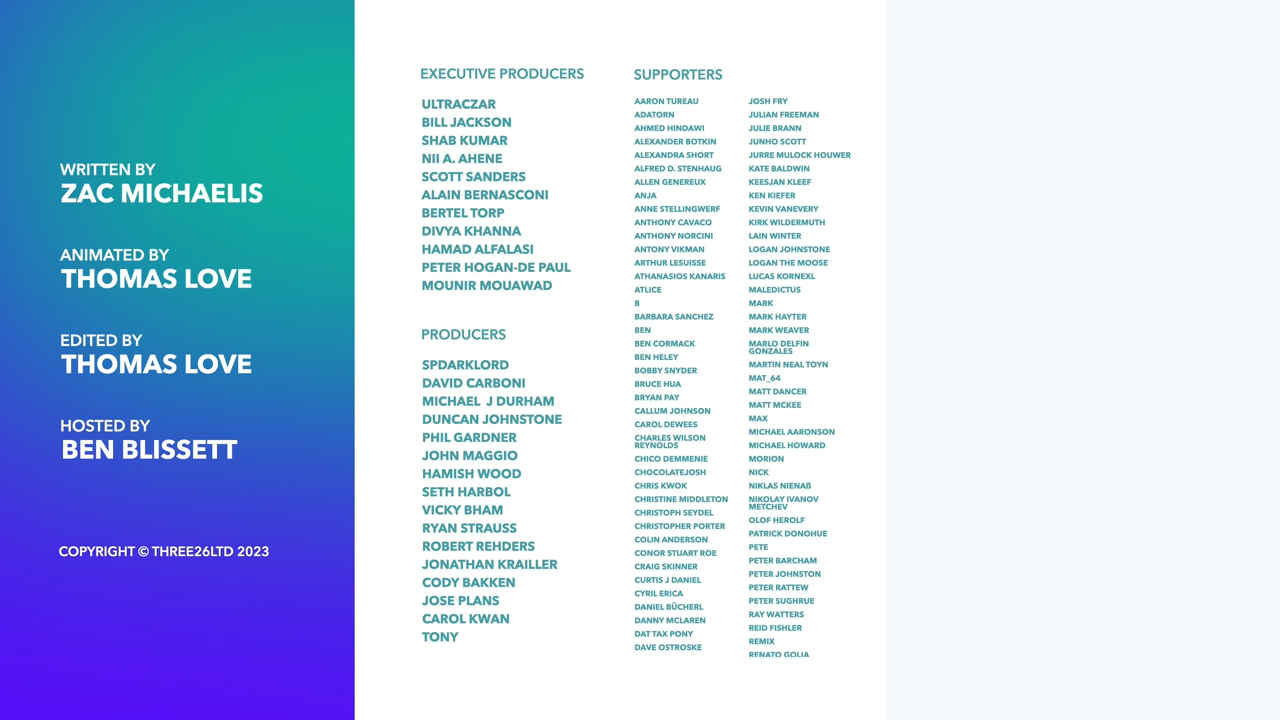 WRITTEN BY
ZAC MICHAELIS
ANIMATED BY
THOMAS LOVE
EDITED BY
THOMAS LOVE
HOSTED BY
BEN BLISSETT
COPYRIGHT © THREE26LTD 2023
EXECUTIVE PRODUCERS
ULTRACZAR
BILL JACKSON
SHAB KUMAR
NII A. AHENE
SCOTT SANDERS
ALAIN BERNASCONI
BERTEL TORP
DIVYA KHANNA
HAMAD ALFALASI
PETER HOGAN-DE PAUL
MOUNIR MOUAWAD
PRODUCERS
SPDARKLORD
DAVID CARBONI
MICHAEL  J DURHAM
DUNCAN JOHNSTONE
PHIL GARDNER
JOHN MAGGIO
HAMISH WOOD
SETH HARBOL
VICKY BHAM
RYAN STRAUSS
ROBERT REHDERS
JONATHAN KRAILLER
CODY BAKKEN
JOSE PLANS
CAROL KWAN
TONY
SUPPORTERS
AARON TUREAU
ADATORN
AHMED HINDAWI
ALEXANDER BOTKIN
ALEXANDRA SHORT
ALFRED D. STENHAUG
ALLEN GENEREUX
ANJA
ANNE STELLINGWERF
ANTHONY CAVACO
ANTHONY NORCINI
ANTONY VIKMAN
ARTHUR LESUISSE
ATHANASIOS KANARIS
ATLICE
B
BARBARA SANCHEZ
BEN
BEN CORMACK
BEN HELEY
BOBBY SNYDER
BRUCE HUA
BRYAN PAY
CALLUM JOHNSON
CAROL DEWEES
CHARLES WILSON
REYNOLDS
CHICO DEMMENIE
CHOCOLATEJOSH
CHRIS KWOK
CHRISTINE MIDDLETON
CHRISTOPH SEYDEL
CHRISTOPHER PORTER
COLIN ANDERSON
CONOR STUART ROE
CRAIG SKINNER
CURTIS J DANIEL
CYRIL ERICA
DANIEL BÜCHERL
DANNY MCLAREN
DAT TAX PONY
DAVE OSTROSKE
JOSH FRY
JULIAN FREEMAN
JULIE BRANN
JUNHO SCOTT
JURRE MULOCK HOUWER
KATE BALDWIN
KEESJAN KLEEF
KEN KIEFER
KEVIN VANEVERY
KIRK WILDERMUTH
LAIN WINTER
LOGAN JOHNSTONE
LOGAN THE MOOSE
LUCAS KORNEXL
MALEDICTUS
MARK
MARK HAYTER
MARK WEAVER
MARLO DELFIN
GONZALES
MARTIN NEAL TOYN
MAT_64
MATT DANCER
MATT MCKEE
MAX
MICHAEL AARONSON
MICHAEL HOWARD
MORION
NICK
NIKLAS NIENAß
NIKOLAY IVANOV
METCHEV
OLOF HEROLF
PATRICK DONOHUE
PETE
PETER BARCHAM
PETER JOHNSTON
PETER RATTEW
PETER SUGHRUE
RAY WATTERS
REID FISHLER
REMIX
RENATO